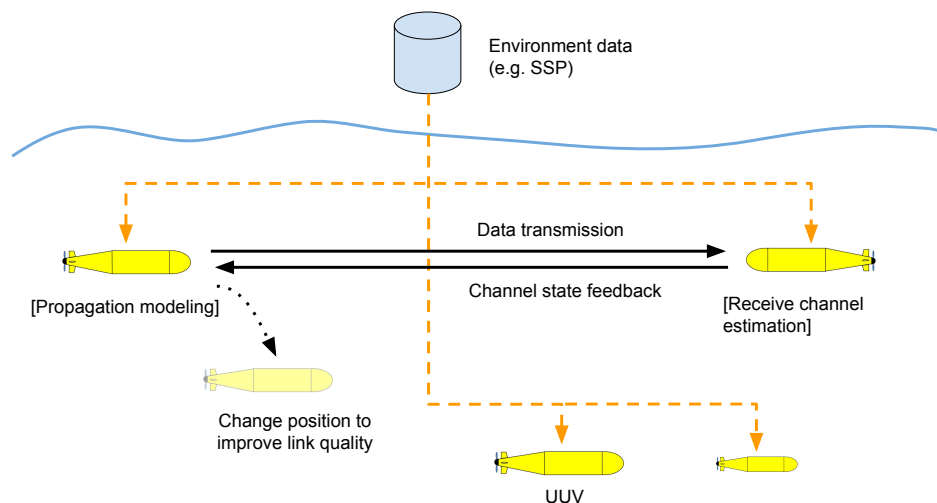 Environment data
(e.g. SSP)
Data transmission
Channel state feedback
[Propagation modeling]
[Receive channel
estimation]
Change position to
improve link quality
UUV